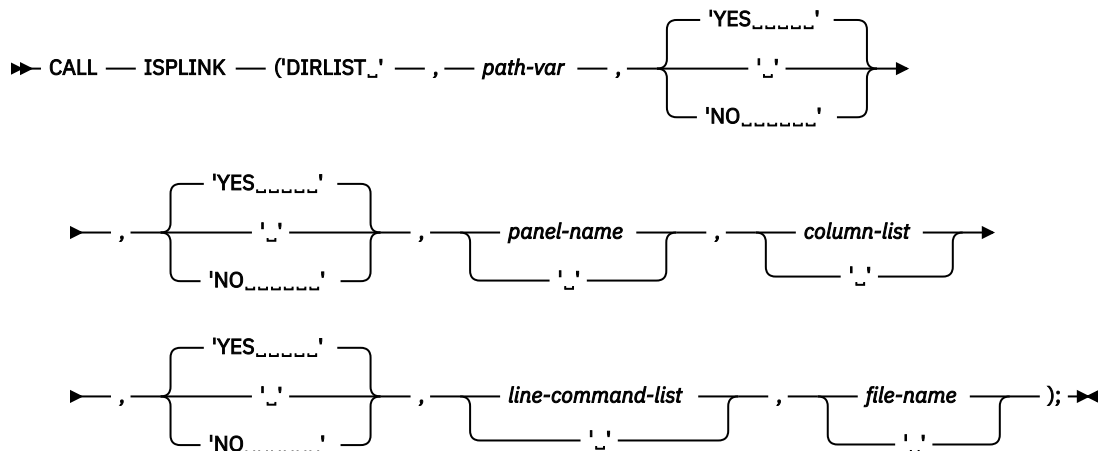 'YES␣␣␣␣␣'
CALL ISPLINK ('DIRLIST␣' , path-var , '␣'
'NO␣␣␣␣␣␣'
'YES␣␣␣␣␣'
, '␣' , panel-name , column-list
'NO␣␣␣␣␣␣' '␣' '␣'
'YES␣␣␣␣␣'
, '␣' , line-command-list , file-name );
'NO␣␣␣␣␣␣' '␣' '␣'